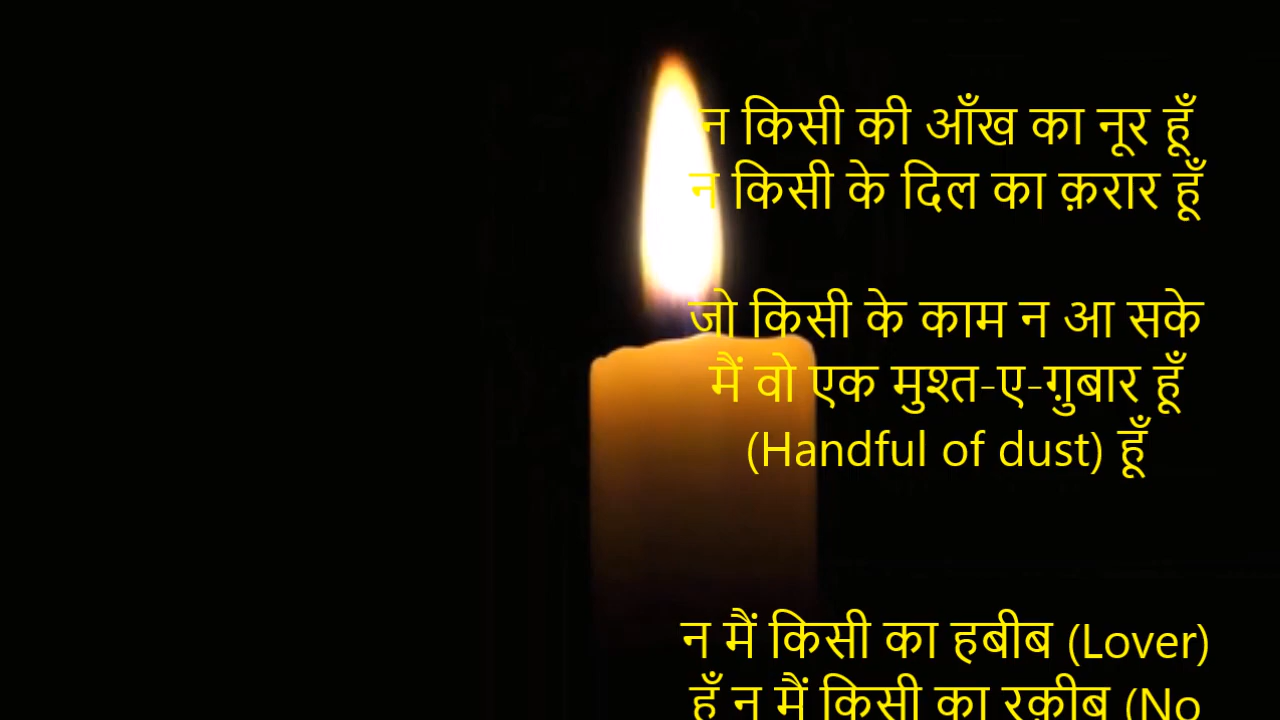 न किसी की आँख का नूर हूँ
न किसी के दिल का क़रार हूँ
जो किसी के काम न आ सके
मैं वो एक मुश्त-ए-ग़ुबार हूँ
(Handful of dust) हूँ
न मैं किसी का हबीब (Lover)
हूँ न मैं किसी का रक़ीब (No